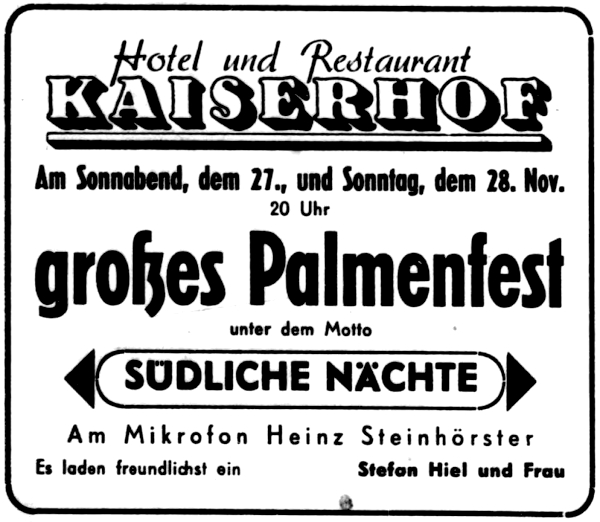 Hotel und Restaurant
KAISERHOF
Am Sonnabend, dem 27., und Sonntag, dem 28. Nov.
20 Uhr
großes Palmenfest
unter dem Motto
SÜDLICHE NÄCHTE
Am Mikrofon Heinz Steinhörster
Es laden freundlichst ein Stefan Hiel und Frau